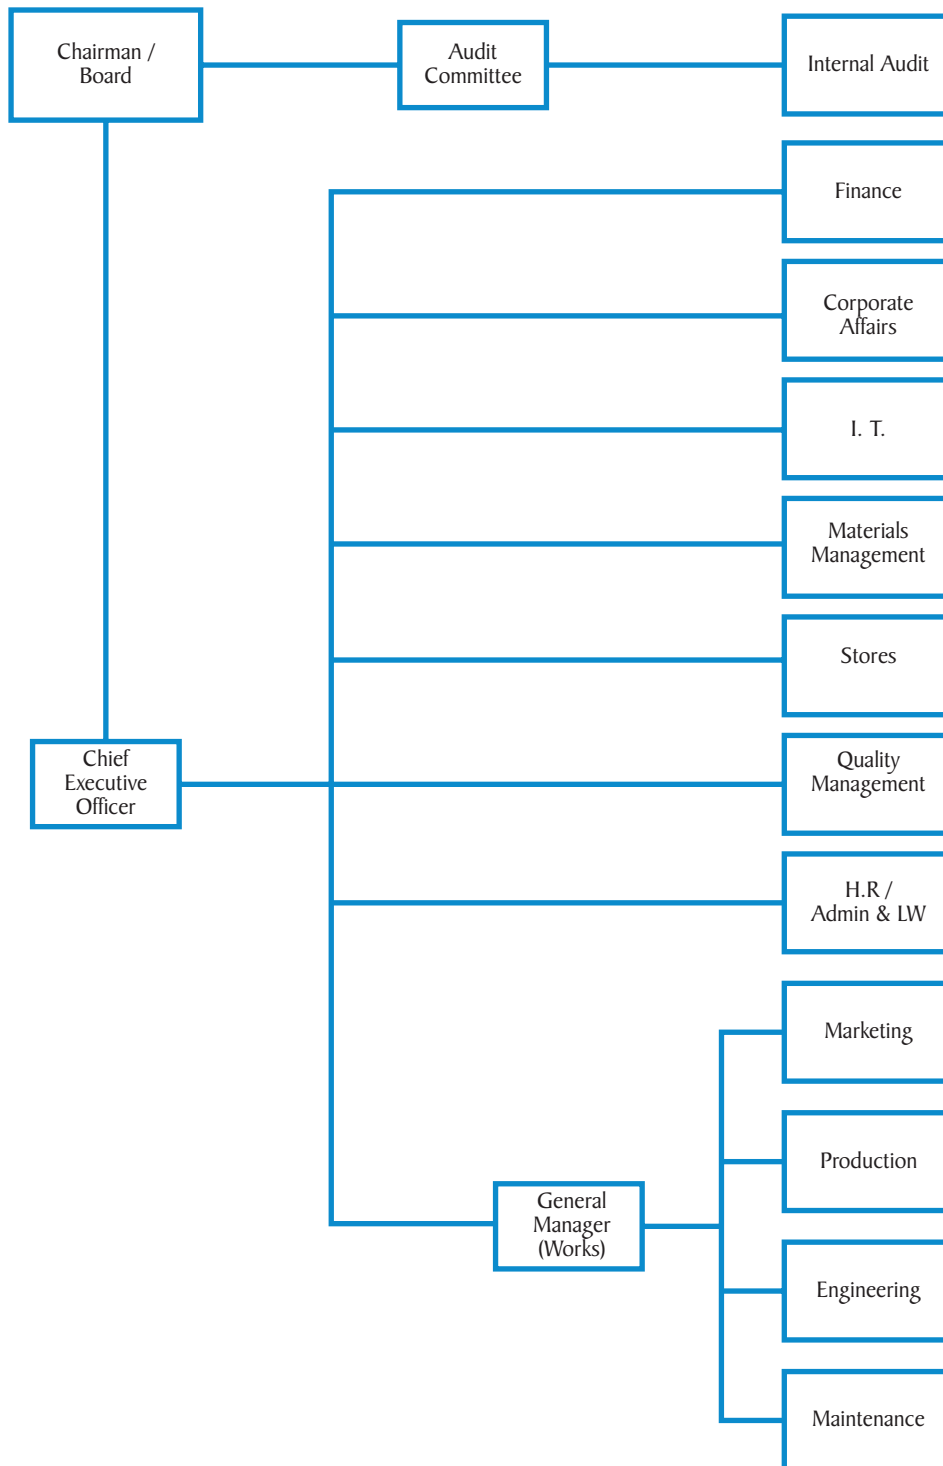 Chairman /
Board
Audit
Committee
Internal Audit
Finance
Corporate
Affairs
I. T.
Materials
Management
Stores
Chief
Executive
Officer
Quality
Management
H.R /
Admin & LW
Marketing
Production
General
Manager
(Works)
Engineering
Maintenance